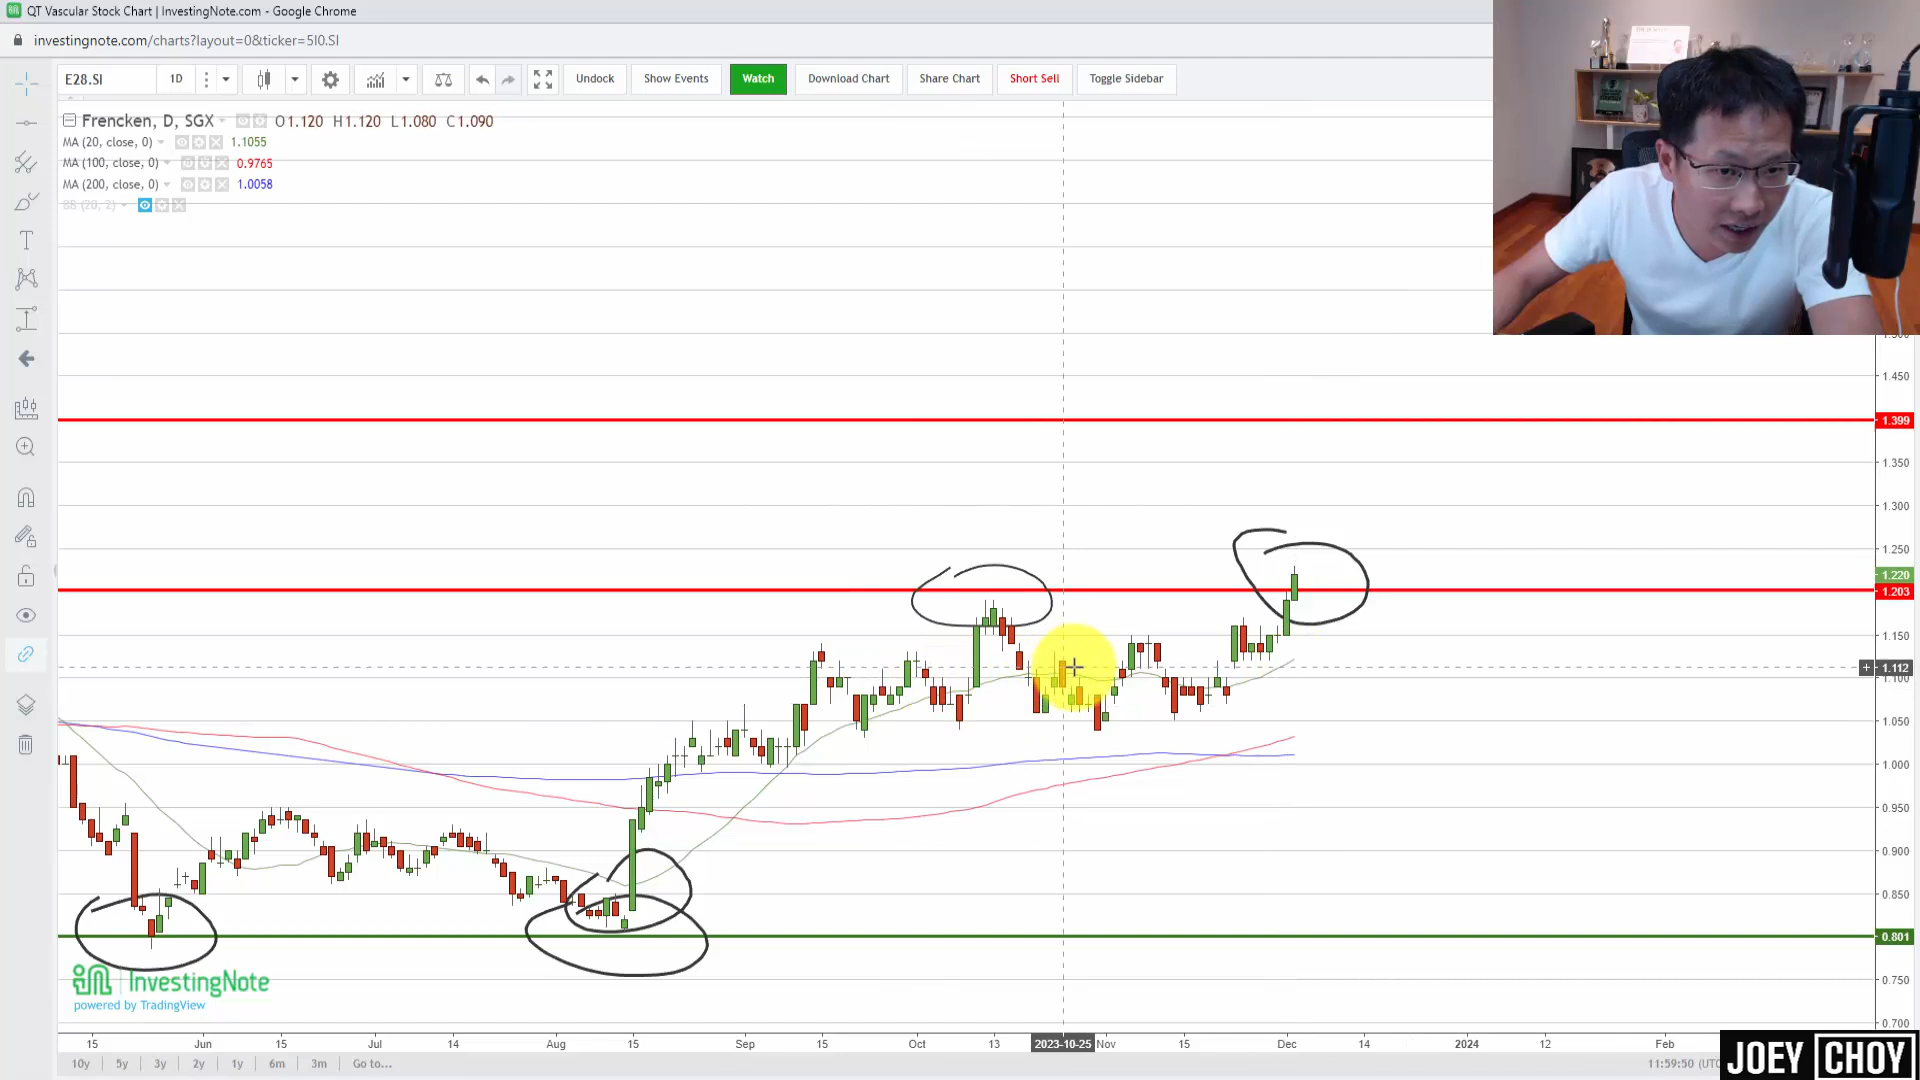 QT Vascular Stock Chart | InvestingNote.com - Google Chrome
investingnote.com/charts?layout=0&ticker=5I0.SI
E28.SI 1D Undock Show Events Watch Download Chart Share Chart Short Sell Toggle Sidebar
Frencken, D, SGX O1.120 H1.120 L1.080 C1.090
MA (20, close, 0) 1.1055
MA (100, close, 0) 0.9765
MA (200, close, 0) 1.0058
BB (20, 2)
1.450
1.399
1.350
1.300
1.250
1.220
1.203
1.150
1.112
1.100
1.050
1.000
0.950
0.900
0.850
0.801
0.750
0.700
InvestingNote
powered by TradingView
15 Jun 15 Jul 14 Aug 15 Sep 15 Oct 13 2023-10-25 Nov 15 Dec 14 2024 12 Feb
10y 5y 3y 2y 1y 6m 3m Go to... 11:59:50 (UTC
JOEY CHOY